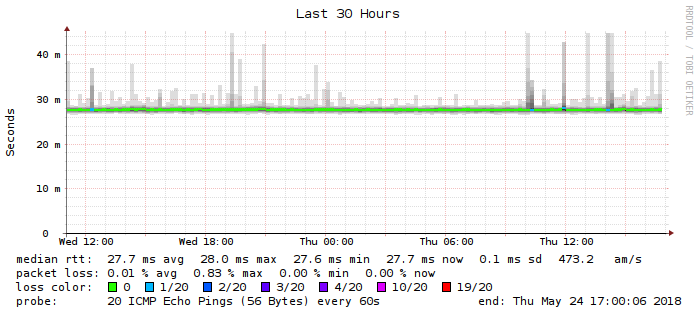 Last 30 Hours
RRDTOOL / TOBI OETIKER
Seconds
40 m
30 m
20 m
10 m
0
Wed 12:00 Wed 18:00 Thu 00:00 Thu 06:00 Thu 12:00
median rtt: 27.7 ms avg 28.0 ms max 27.6 ms min 27.7 ms now 0.1 ms sd 473.2 am/s
packet loss: 0.01 % avg 0.83 % max 0.00 % min 0.00 % now
loss color: 0 1/20 2/20 3/20 4/20 10/20 19/20
probe: 20 ICMP Echo Pings (56 Bytes) every 60s end: Thu May 24 17:00:06 2018